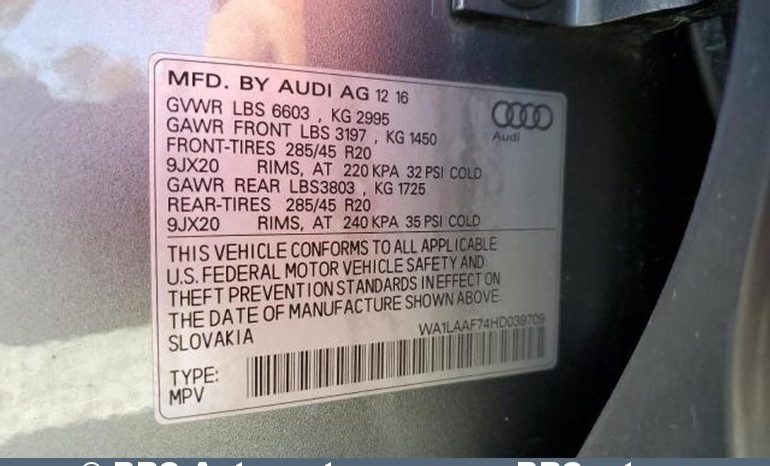 MFD. BY AUDI AG 12 16
GVWR LBS 6603 , KG 2995
GAWR FRONT LBS 3197 , KG 1450
FRONT-TIRES 285/45 R20
9JX20 RIMS, AT 220 KPA 32 PSI COLD
GAWR REAR LBS3803 , KG 1725
REAR-TIRES 285/45 R20
9JX20 RIMS, AT 240 KPA 35 PSI COLD
Audi
THIS VEHICLE CONFORMS TO ALL APPLICABLE
U.S. FEDERAL MOTOR VEHICLE SAFETY AND
THEFT PREVENTION STANDARDS IN EFFECT ON
THE DATE OF MANUFACTURE SHOWN ABOVE.
SLOVAKIA
WA1LAAF74HD039709
TYPE:
MPV